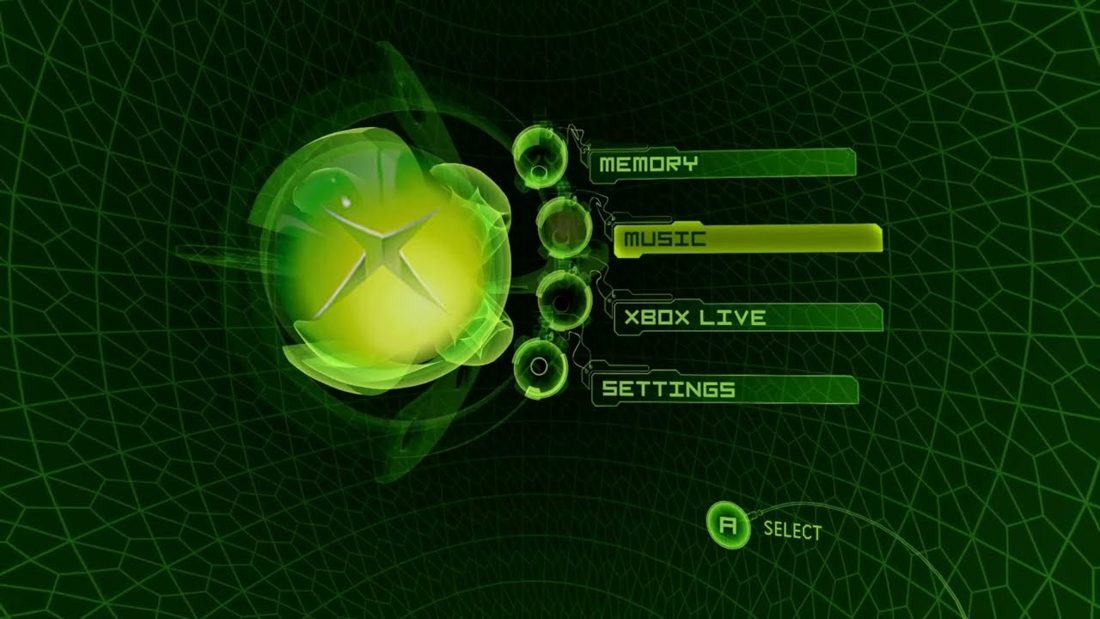 MEMORY
MUSIC
XBOX LIVE
SETTINGS
A SELECT